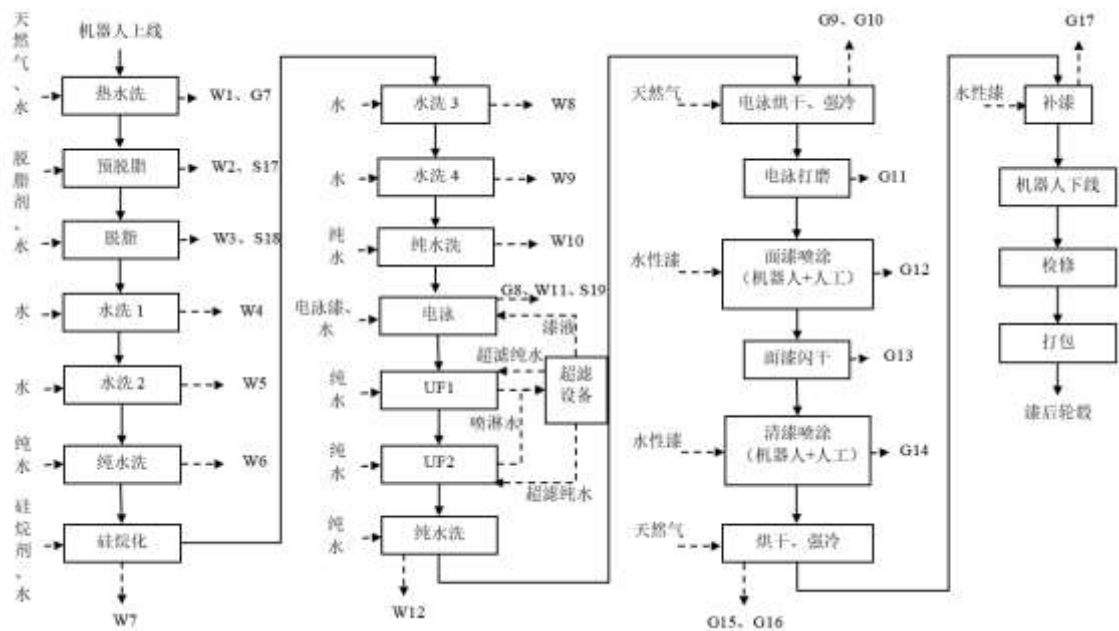 机器人上线
天然气、水
热水洗
W1、G7
脱脂剂、水
预脱脂
W2、S17
脱脂
W3、S18
水
水洗 1
W4
水
水洗 2
W5
纯水
纯水洗
W6
硅烷剂、水
硅烷化
W7
水
水洗 3
W8
水
水洗 4
W9
纯水
纯水洗
W10
电泳漆、水
电泳
G8、W11、S19
漆液
超滤纯水
超滤
设备
纯水
UF1
喷淋水
纯水
UF2
超滤纯水
纯水
纯水洗
W12
G9、G10
天然气
电泳烘干、强冷
电泳打磨
G11
水性漆
面漆喷涂
(机器人+人工)
G12
面漆闪干
G13
水性漆
清漆喷涂
(机器人+人工)
G14
天然气
烘干、强冷
G15、G16
G17
水性漆
补漆
机器人下线
检修
打包
漆后轮毂